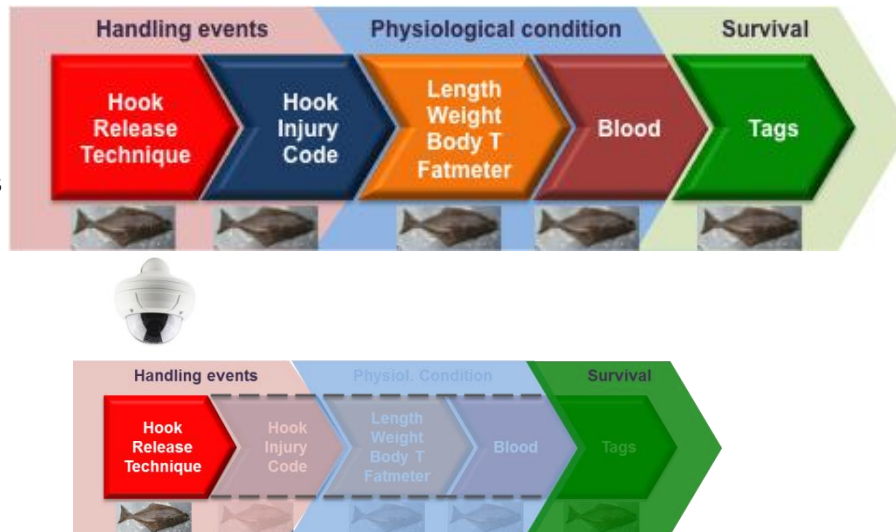 Handling events
Physiological condition
Survival
Hook
Release
Technique
Hook
Injury
Code
Length
Weight
Body T
Fatmeter
Blood
Tags
s
Handling events
Physiol. Condition
Survival
Hook
Release
Technique
Hook
Injury
Code
Length
Weight
Body T
Fatmeter
Blood
Tags